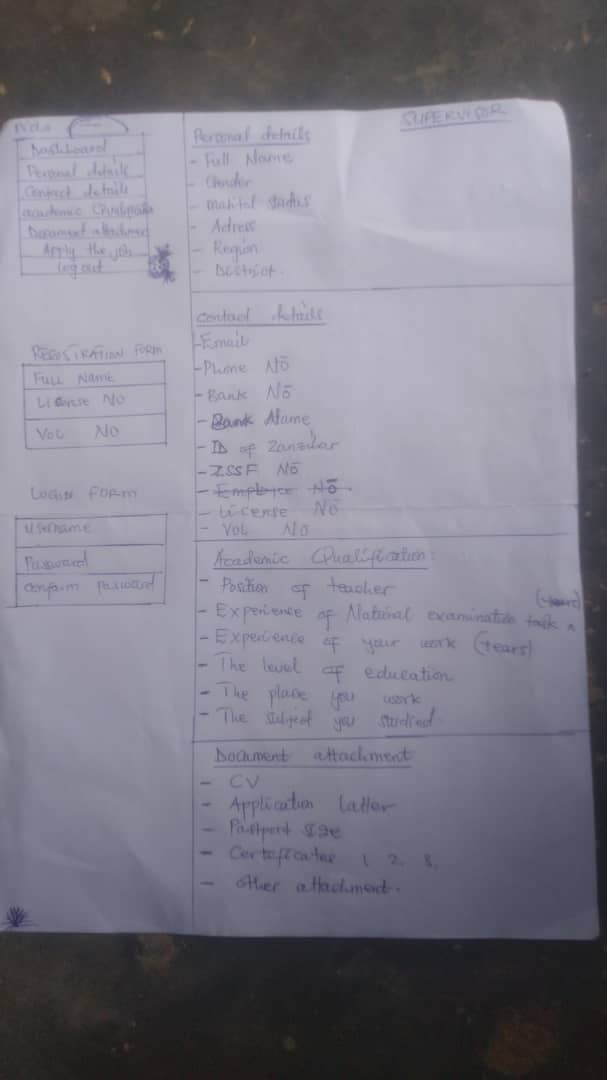 Dashboard
Personal details
Contact details
academic Qualification
Document attachment
Apply the job
log out
REGISTRATION FORM
FULL NAME
License NO
VOL NO
LOGIN FORM
Username
Password
Confam Password
SUPERVISOR
Personal details
- Full Name
- Gender
- Marital status
- Adress
- Region
- District.
Contact details
- Email
- Phone NO
- Bank NO
- Bank Name
- ID of Zanzibar
- ZSSF NO
- NO
- License NO
- VOL NO
Academic Qualification:
- Position of teacher
- Experience of National examination task (years)
- Experience of your work (years)
- The level of education
- The place you work
- The subject you studied.
Document attachment
- CV
- Application Latter
- Passport size
- Certificates 1, 2, 3,
- other attachment.